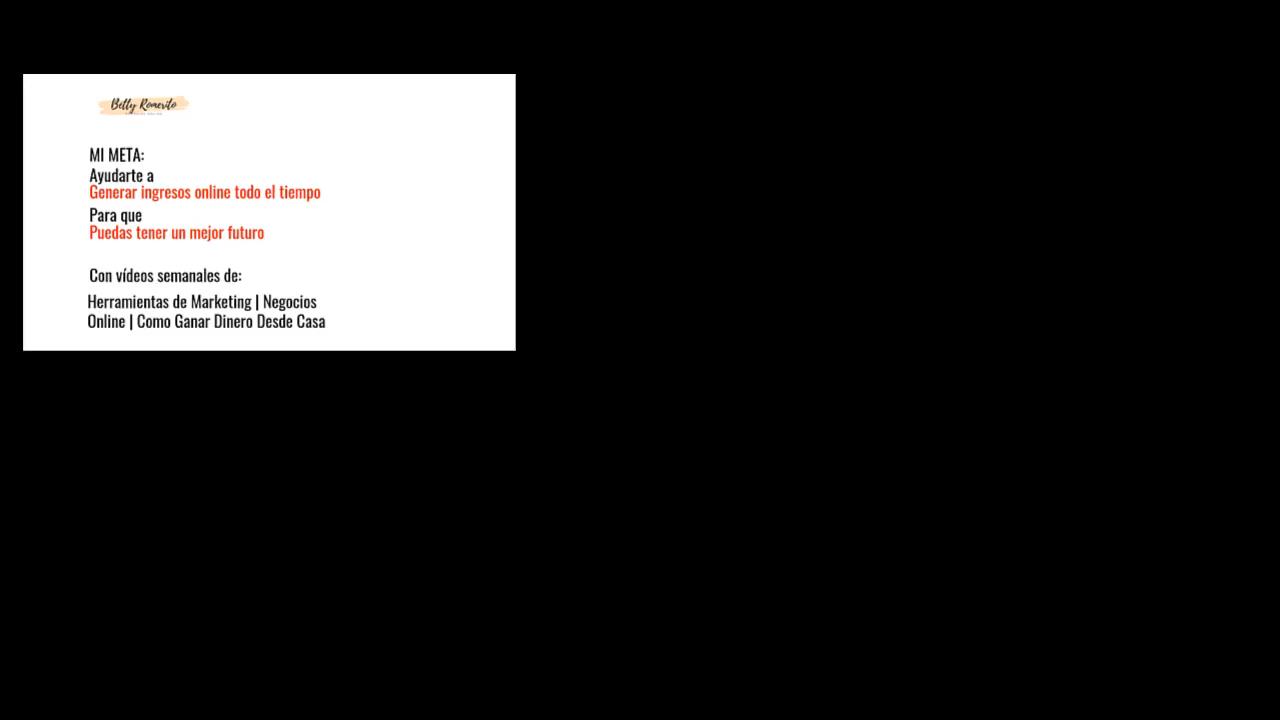 Betty Romerito
MI META:
Ayudarte a
Generar ingresos online todo el tiempo
Para que
Puedas tener un mejor futuro
Con vídeos semanales de:
Herramientas de Marketing | Negocios
Online | Como Ganar Dinero Desde Casa